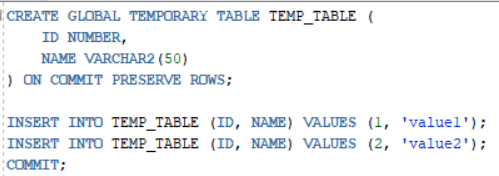 CREATE GLOBAL TEMPORARY TABLE TEMP_TABLE (
    ID NUMBER,
    NAME VARCHAR2(50)
) ON COMMIT PRESERVE ROWS;

INSERT INTO TEMP_TABLE (ID, NAME) VALUES (1, 'value1');
INSERT INTO TEMP_TABLE (ID, NAME) VALUES (2, 'value2');
COMMIT;